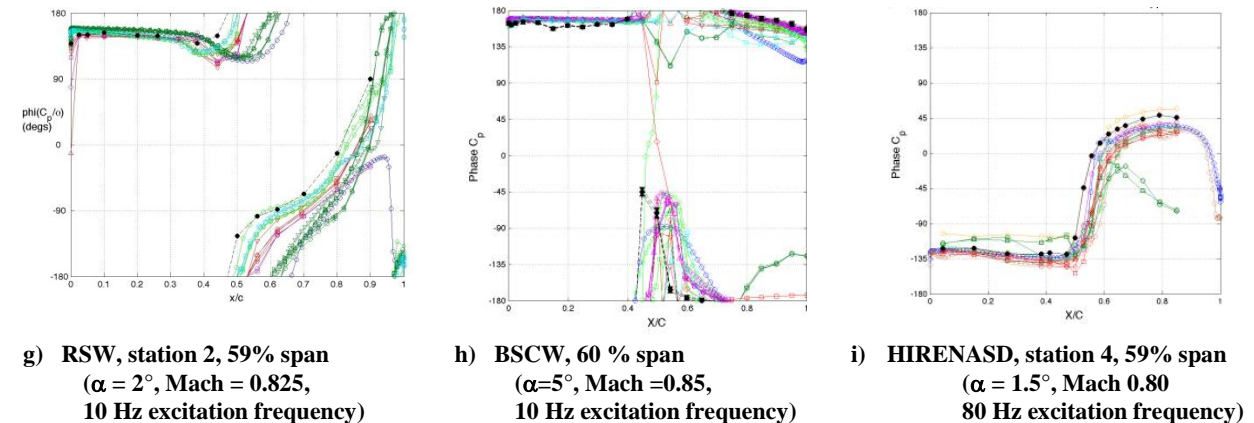 180
90
phi(Cp/α)
(degs)
0
-90
-180
0 0.1 0.2 0.3 0.4 0.5 0.6 0.7 0.8 0.9 1
x/c
180
135
90
45
Phase Cp
0
-45
-90
-135
-180
0 0.2 0.4 0.6 0.8 1
X/C
180
135
90
45
Phase Cp
0
-45
-90
-135
-180
0 0.2 0.4 0.6 0.8 1
X/C
g) RSW, station 2, 59% span
(α = 2°, Mach = 0.825,
10 Hz excitation frequency)
h) BSCW, 60 % span
(α=5°, Mach =0.85,
10 Hz excitation frequency)
i) HIRENASD, station 4, 59% span
(α = 1.5°, Mach 0.80
80 Hz excitation frequency)